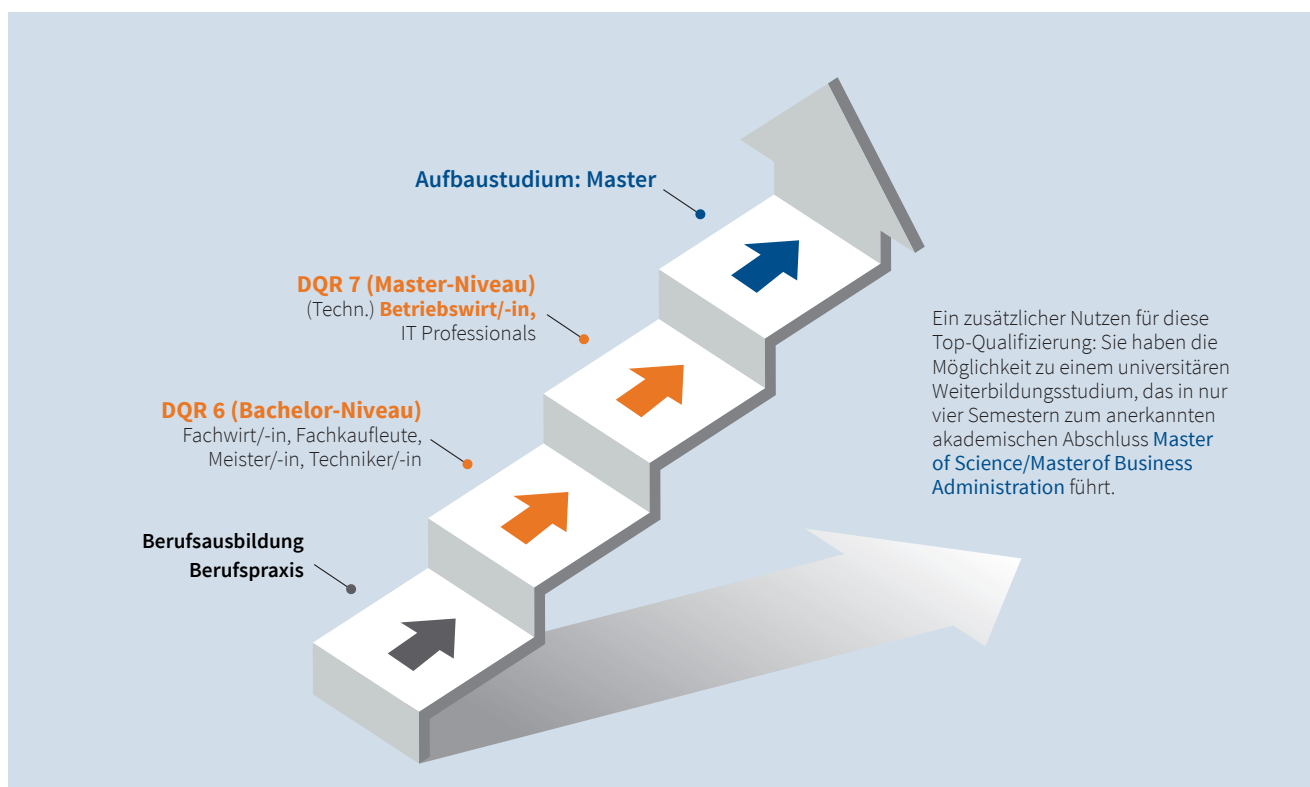 Aufbaustudium: Master
DQR 7 (Master-Niveau)
(Techn.) Betriebswirt/-in,
IT Professionals
DQR 6 (Bachelor-Niveau)
Fachwirt/-in, Fachkaufleute,
Meister/-in, Techniker/-in
Berufsausbildung
Berufspraxis
Ein zusätzlicher Nutzen für diese
Top-Qualifizierung: Sie haben die
Möglichkeit zu einem universitären
Weiterbildungsstudium, das in nur
vier Semestern zum anerkannten
akademischen Abschluss Master
of Science/Masterof Business
Administration führt.